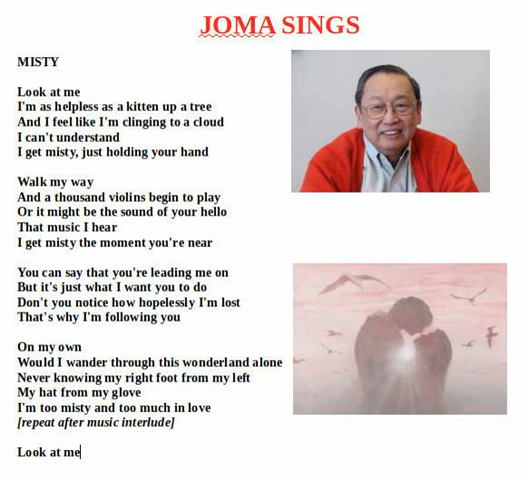 JOMA SINGS
MISTY
Look at me
I'm as helpless as a kitten up a tree
And I feel like I'm clinging to a cloud
I can't understand
I get misty, just holding your hand
Walk my way
And a thousand violins begin to play
Or it might be the sound of your hello
That music I hear
I get misty the moment you're near
You can say that you're leading me on
But it's just what I want you to do
Don't you notice how hopelessly I'm lost
That's why I'm following you
On my own
Would I wander through this wonderland alone
Never knowing my right foot from my left
My hat from my glove
I'm too misty and too much in love
[repeat after music interlude]
Look at me